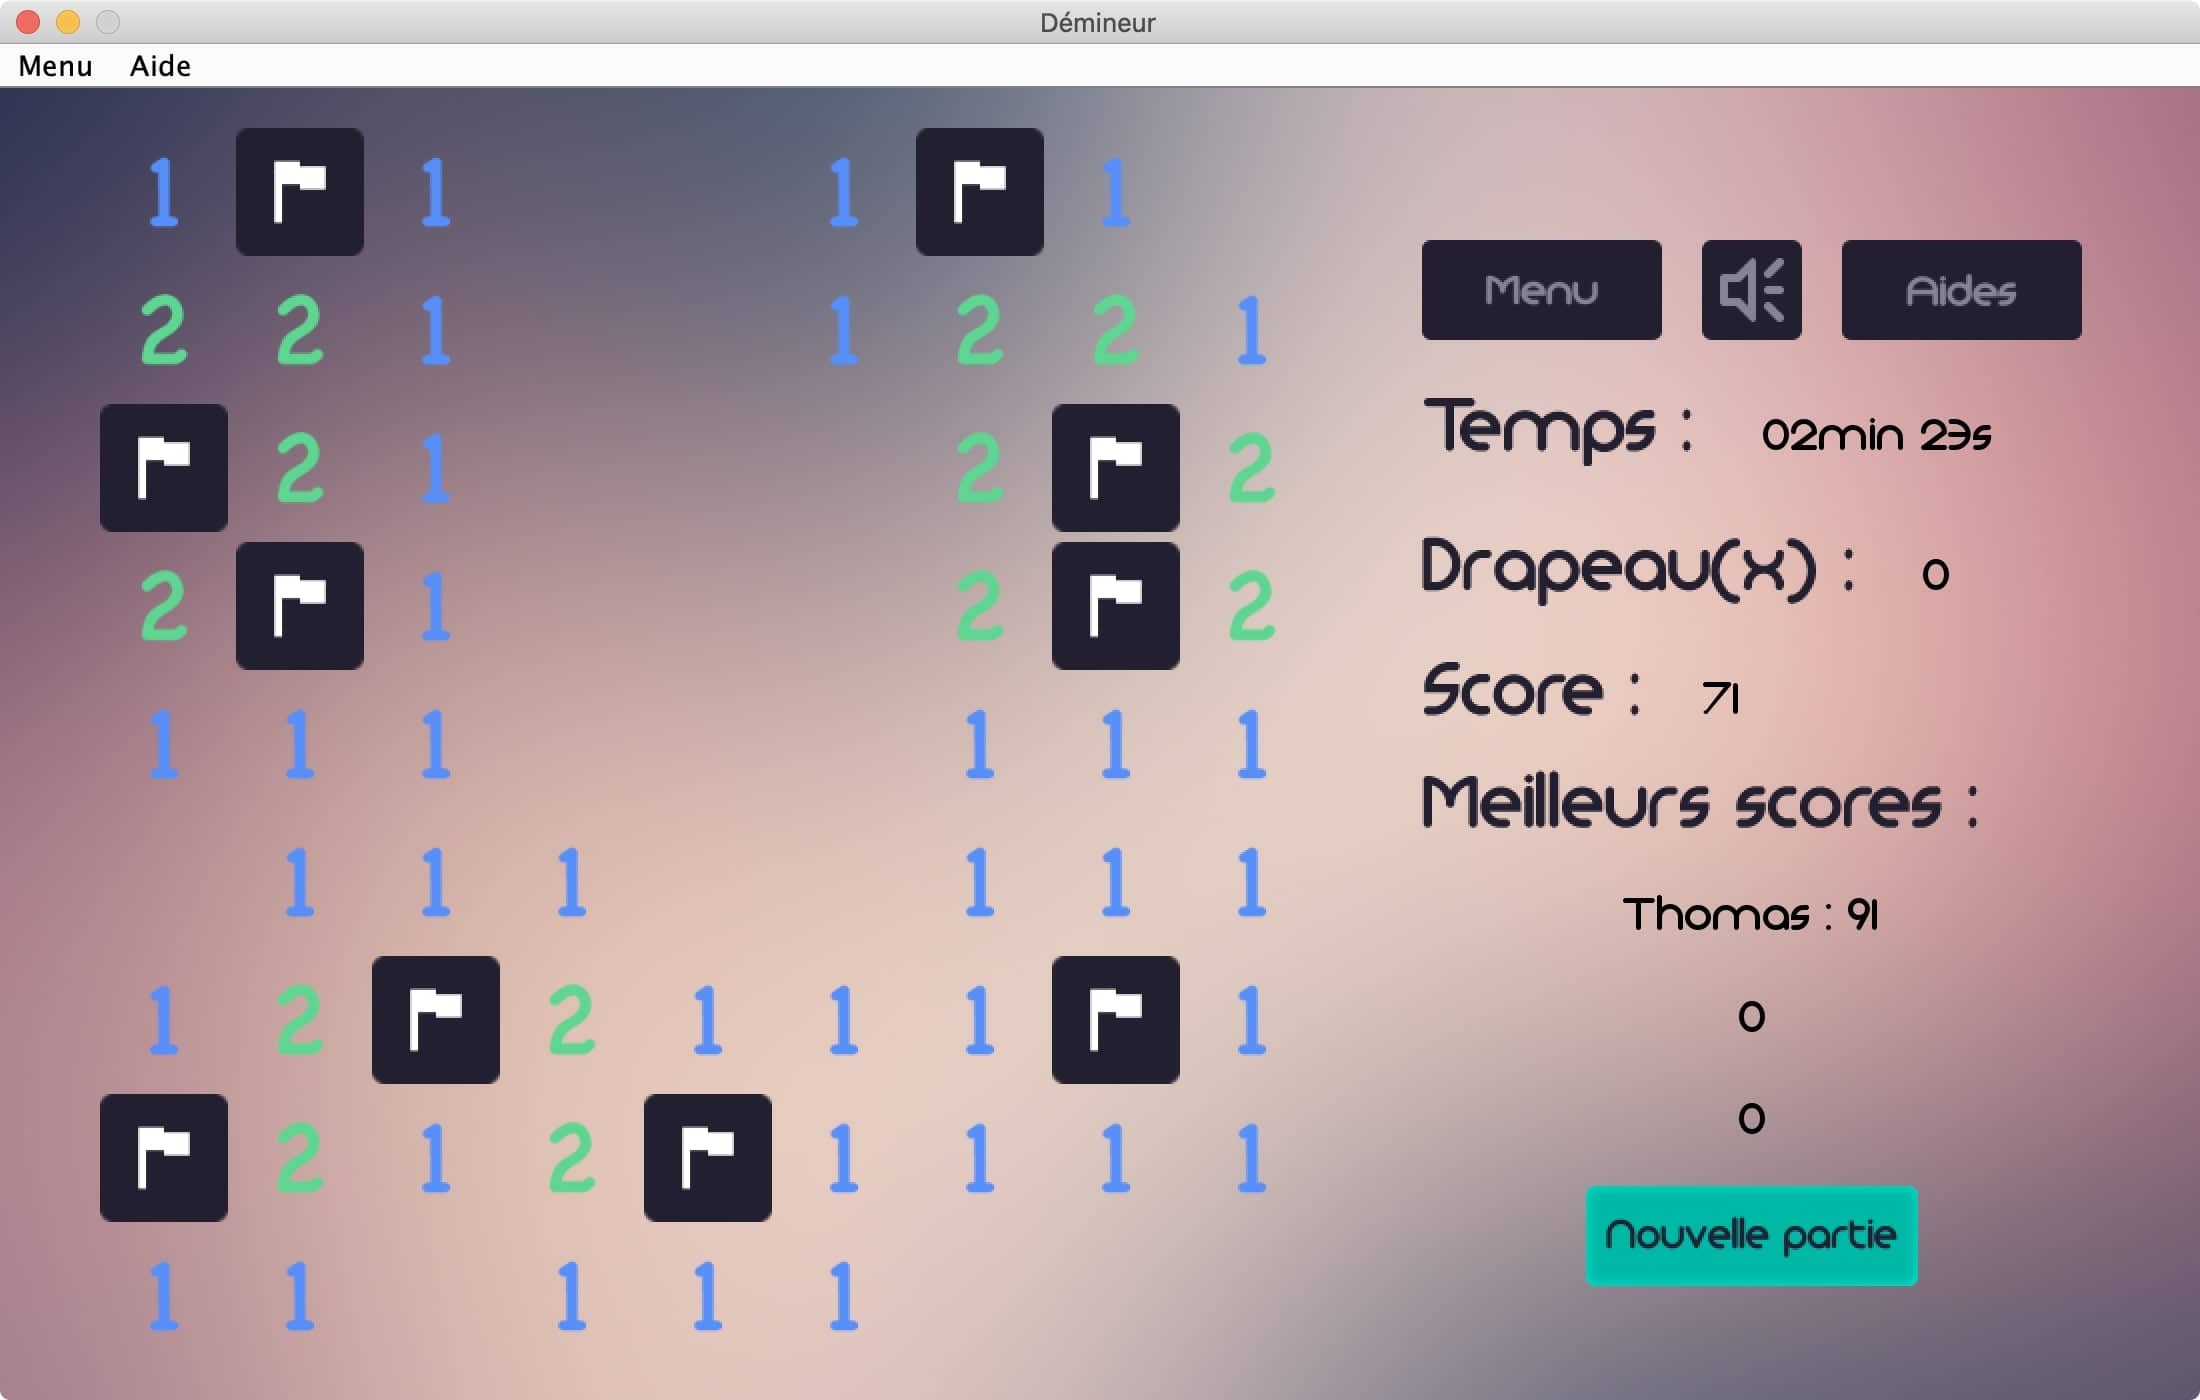 Démineur
Menu Aide
1 1 1 1
2 2 1 1 2 2 1
2 1 2 2
2 1 2 2
1 1 1 1 1 1
1 1 1 1 1 1
1 2 2 1 1 1 1
2 1 2 1 1 1 1
1 1 1 1 1
Menu Aides
Temps : 02min 23s
Drapeau(x) : 0
Score : 71
Meilleurs scores :
Thomas : 91
0
0
Nouvelle partie